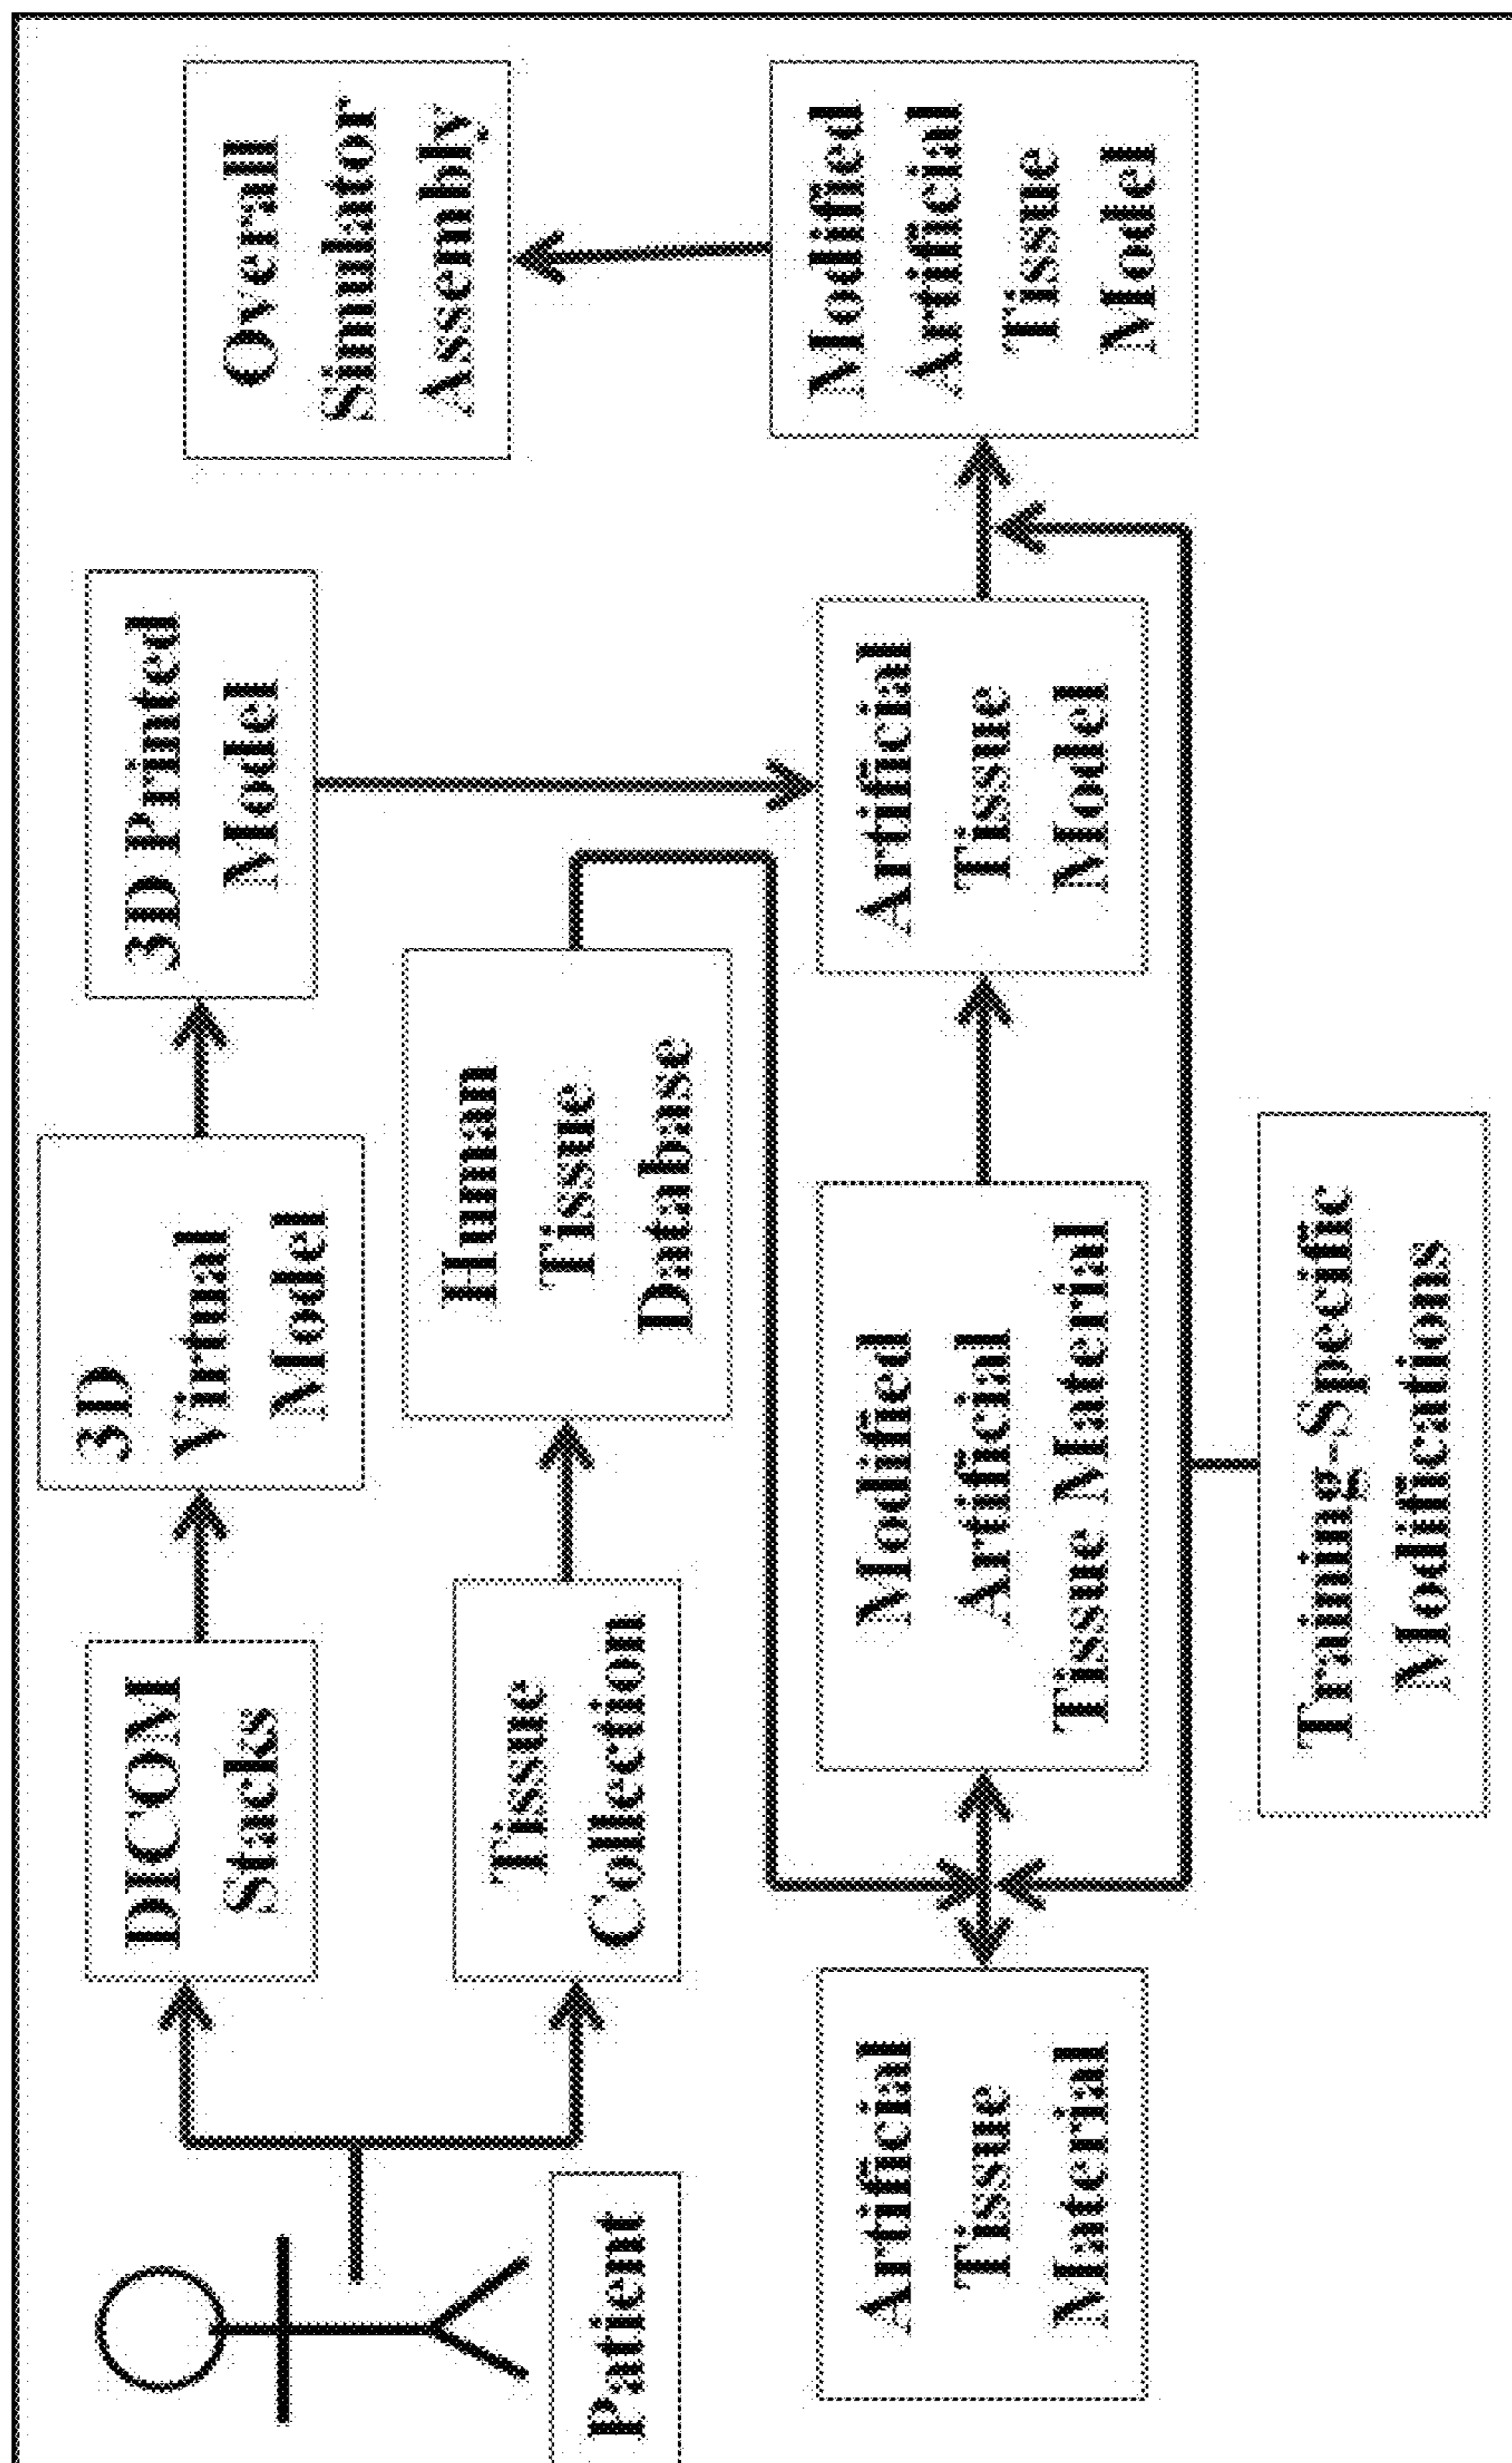 Patient
DICOM
Stacks
3D
Virtual
Model
3D Printed
Model
Overall
Simulator
Assembly
Tissue
Collection
Human
Tissue
Database
Artificial
Tissue
Material
Modified
Artificial
Tissue Material
Artificial
Tissue
Model
Modified
Artificial
Tissue
Model
Training-Specific
Modifications